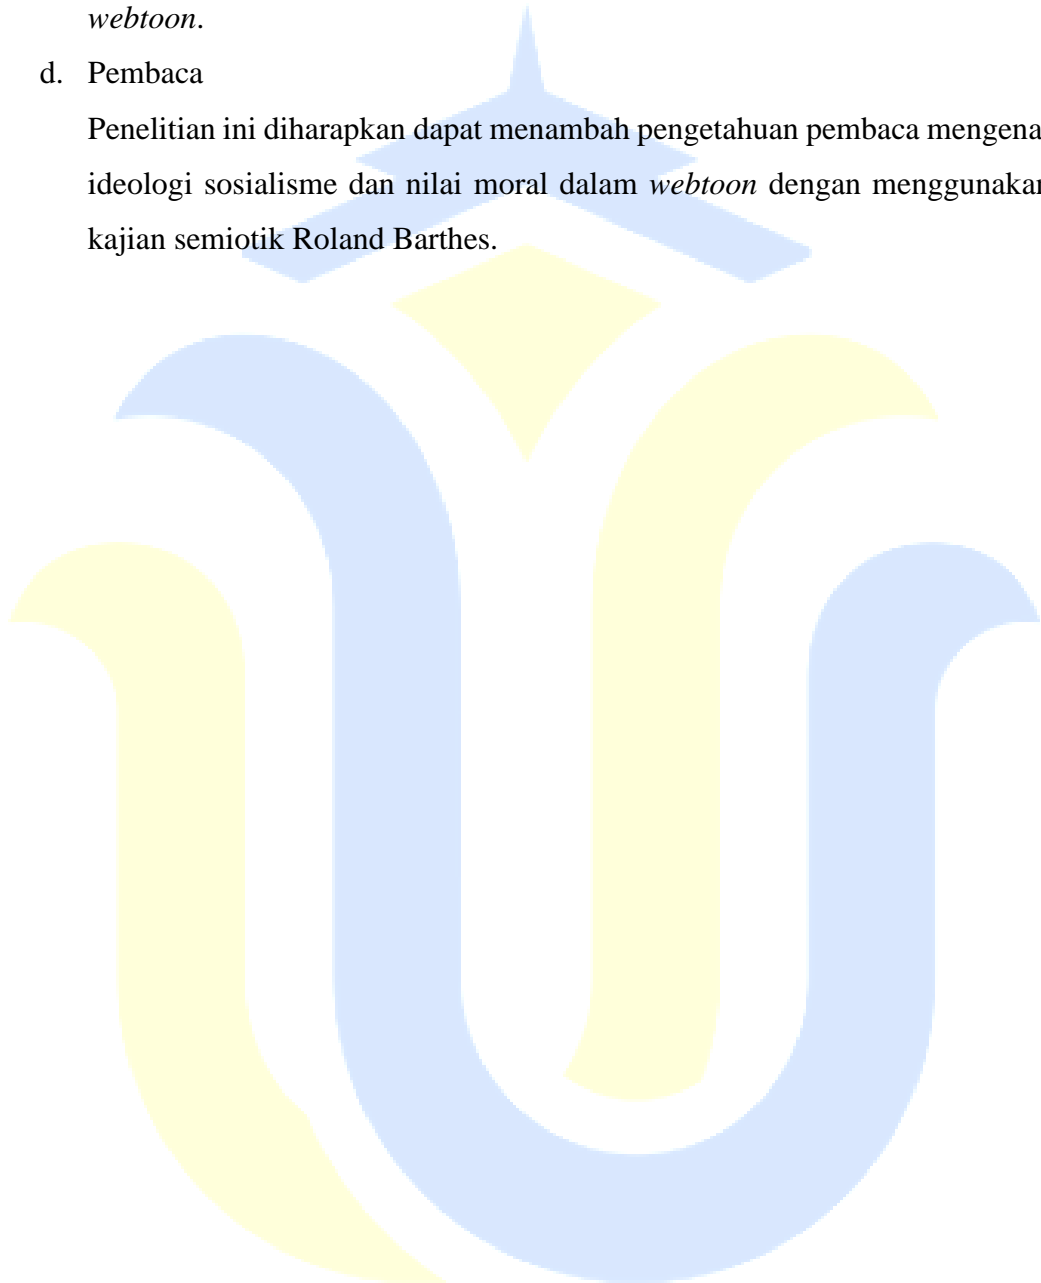 webtoon.
d. Pembaca
Penelitian ini diharapkan dapat menambah pengetahuan pembaca mengena
ideologi sosialisme dan nilai moral dalam webtoon dengan menggunakan
kajian semiotik Roland Barthes.